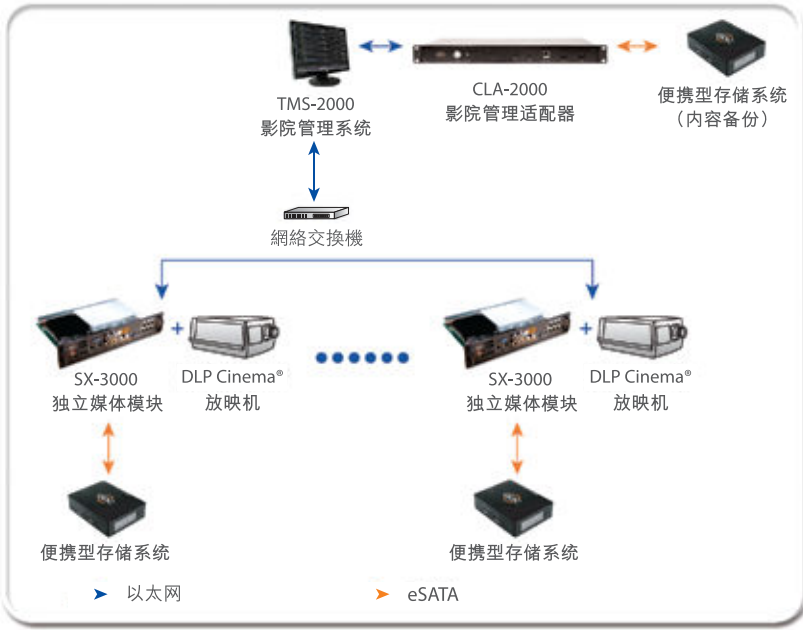 TMS-2000
影院管理系统
CLA-2000
影院管理适配器
便携型存储系统
（内容备份）
網絡交換機
SX-3000
独立媒体模块
+
DLP Cinema®
放映机
SX-3000
独立媒体模块
+
DLP Cinema®
放映机
便携型存储系统
便携型存储系统
以太网
eSATA